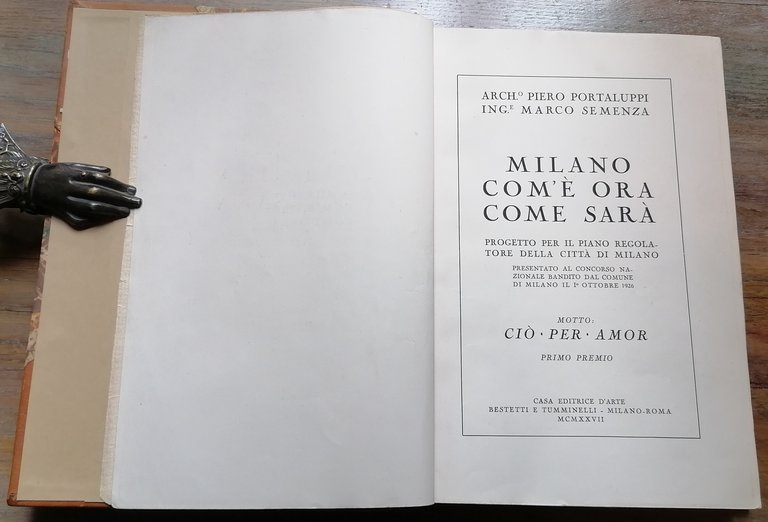 ARCH.º PIERO PORTALUPPI
ING.ᴱ MARCO SEMENZA
MILANO
COM'È ORA
COME SARÀ
PROGETTO PER IL PIANO REGOLA-
TORE DELLA CITTÀ DI MILANO
PRESENTATO AL CONCORSO NA-
ZIONALE BANDITO DAL COMUNE
DI MILANO IL 1º OTTOBRE 1926
MOTTO:
CIÒ · PER · AMOR
PRIMO PREMIO
CASA EDITRICE D'ARTE
BESTETTI E TUMMINELLI - MILANO-ROMA
MCMXXVII